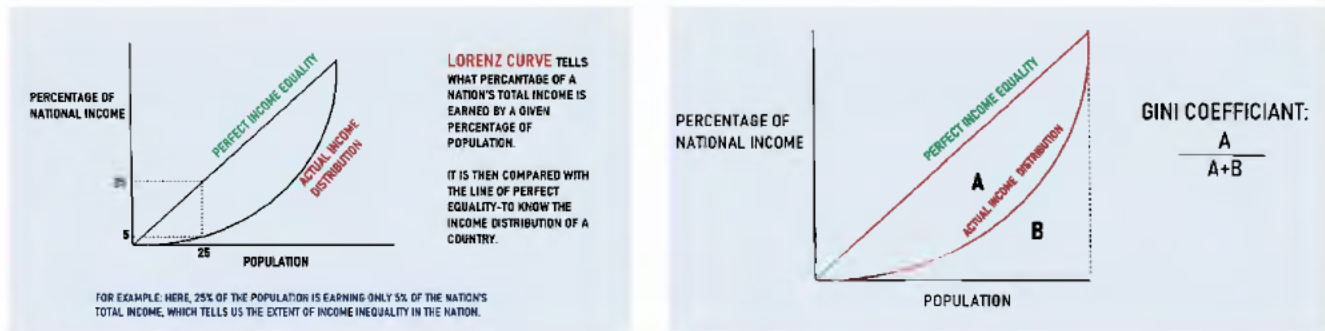 PERCENTAGE OF
NATIONAL INCOME
PERFECT INCOME EQUALITY
ACTUAL INCOME
DISTRIBUTION
5
25
POPULATION
LORENZ CURVE TELLS
WHAT PERCANTAGE OF A
NATION'S TOTAL INCOME IS
EARNED BY A GIVEN
PERCENTAGE OF
POPULATION.
IT IS THEN COMPARED WITH
THE LINE OF PERFECT
EQUALITY-TO KNOW THE
INCOME DISTRIBUTION OF A
COUNTRY.
FOR EXAMPLE: HERE, 25% OF THE POPULATION IS EARNING ONLY 5% OF THE NATION'S
TOTAL INCOME, WHICH TELLS US THE EXTENT OF INCOME INEQUALITY IN THE NATION.
PERCENTAGE OF
NATIONAL INCOME
PERFECT INCOME EQUALITY
A
ACTUAL INCOME DISTRIBUTION
B
POPULATION
GINI COEFFICIANT:
A
A+B